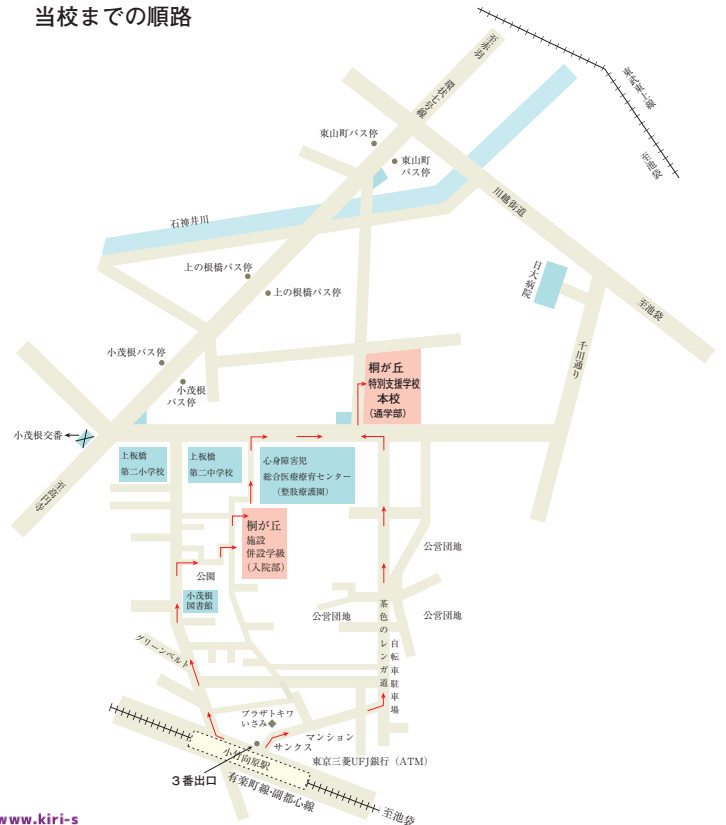 当校までの順路
至赤羽
環状七号線
東武東上線
至池袋
東山町バス停
東山町
バス停
川越街道
石神井川
上の根橋バス停
上の根橋バス停
日大病院
至池袋
千川通り
小茂根バス停
小茂根
バス停
桐が丘
特別支援学校
本校
(通学部)
小茂根交番
至高円寺
上板橋
第二小学校
上板橋
第二中学校
心身障害児
総合医療療育センター
(整肢療護園)
桐が丘
施設
併設学級
(入院部)
公園
小茂根
図書館
公営団地
公営団地
公営団地
茶色のレンガ道
自転車駐車場
グリーンベルト
プラザトキワ
いさみ
マンション
サンクス
小竹向原駅
東京三菱UFJ銀行(ATM)
3番出口
有楽町線・副都心線
至池袋
www.kiri-s